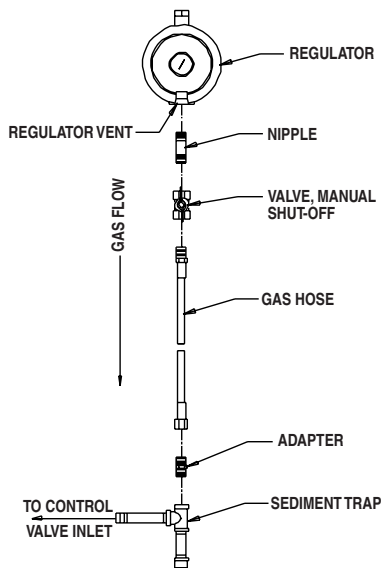 REGULATOR
REGULATOR VENT
NIPPLE
VALVE, MANUAL
SHUT-OFF
GAS FLOW
GAS HOSE
ADAPTER
SEDIMENT TRAP
TO CONTROL
VALVE INLET